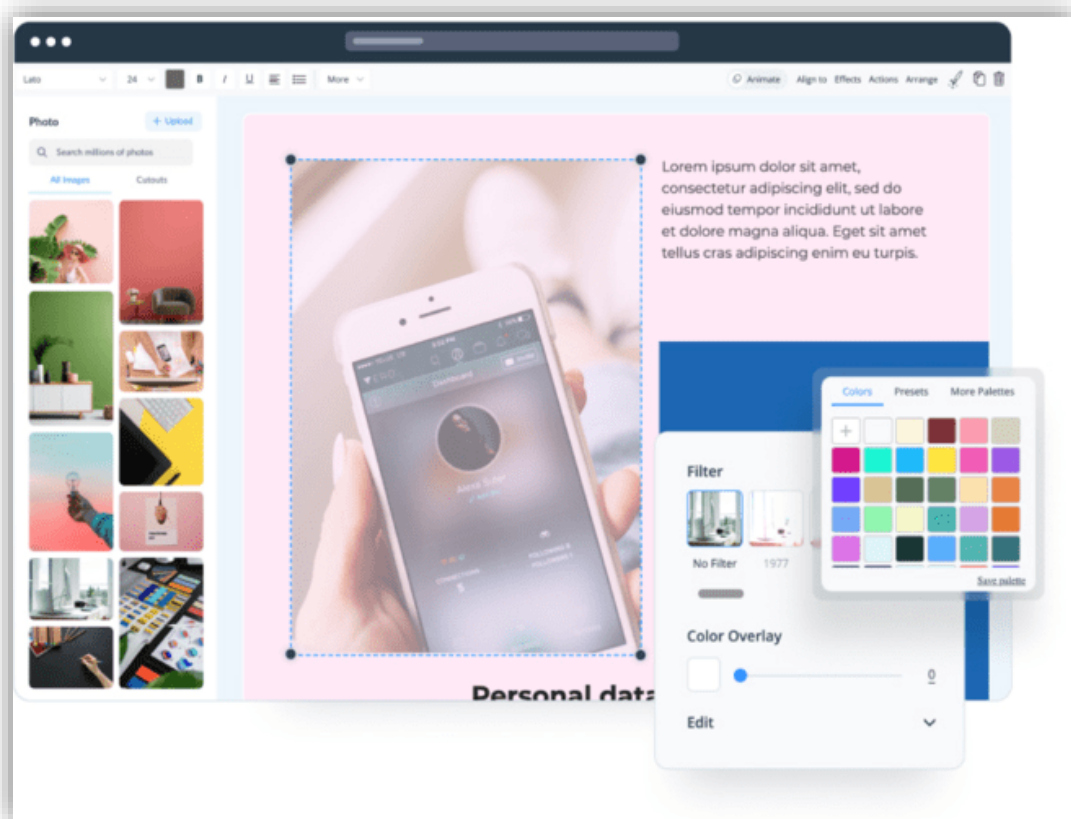 Lato 24 B I U More Animate Align to Effects Actions Arrange
Photo + Upload
Search millions of photos
All Images Cutouts
Lorem ipsum dolor sit amet,
consectetur adipiscing elit, sed do
eiusmod tempor incididunt ut labore
et dolore magna aliqua. Eget sit amet
tellus cras adipiscing enim eu turpis.
Dashboard
Personal data
Colors Presets More Palettes
Save palette
Filter
No Filter 1977
Color Overlay
0
Edit